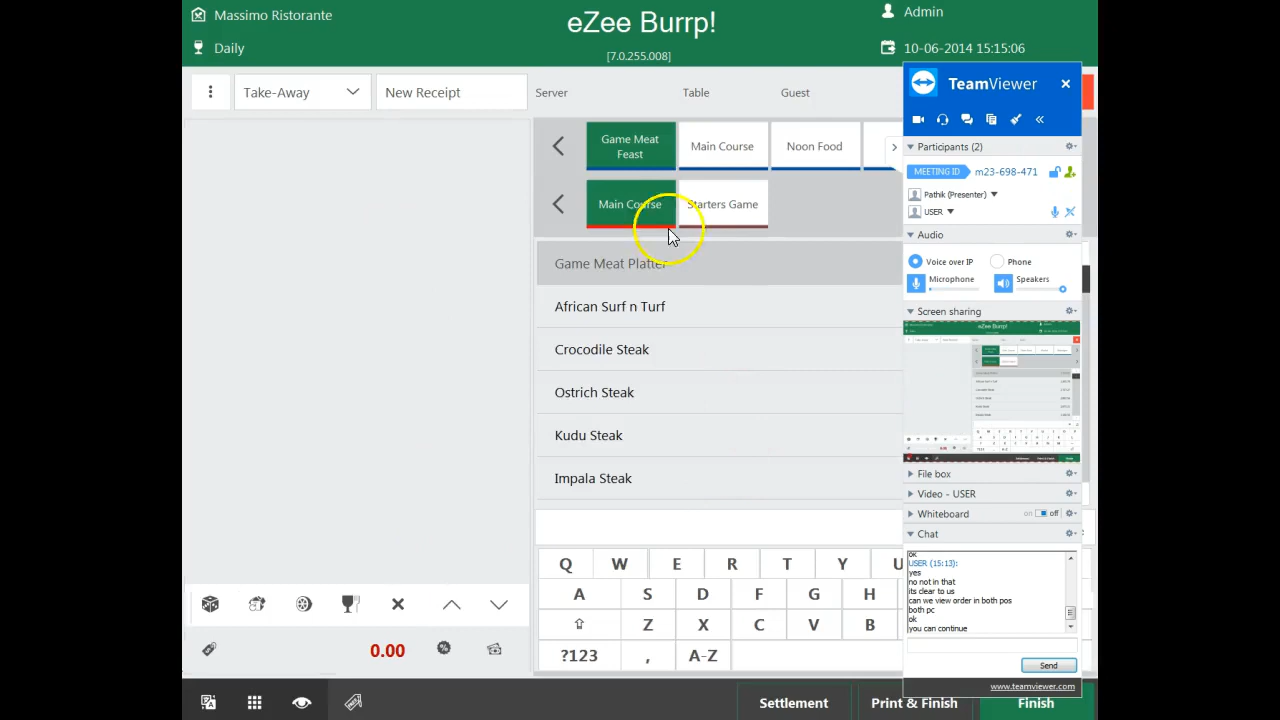 Massimo Ristorante
eZee Burrp!
Admin
Daily
[7.0.255.008]
10-06-2014 15:15:06
Take-Away
New Receipt
Server
Table
Guest
Game Meat
Feast
Main Course
Noon Food
Main Course
Starters Game
Game Meat Platter
African Surf n Turf
Crocodile Steak
Ostrich Steak
Kudu Steak
Impala Steak
Q W E R T Y U
A S D F G H
Z X C V B
?123 , A-Z
0.00
Settlement
Print & Finish
Finish
TeamViewer
Participants (2)
MEETING ID m23-698-471
Pathik (Presenter)
USER
Audio
Voice over IP
Phone
Microphone
Speakers
Screen sharing
eZee Burrp!
File box
Video - USER
Whiteboard
on off
Chat
ok
USER (15:13):
yes
no not in that
its clear to us
can we view order in both pos
both pc
ok
you can continue
Send
www.teamviewer.com